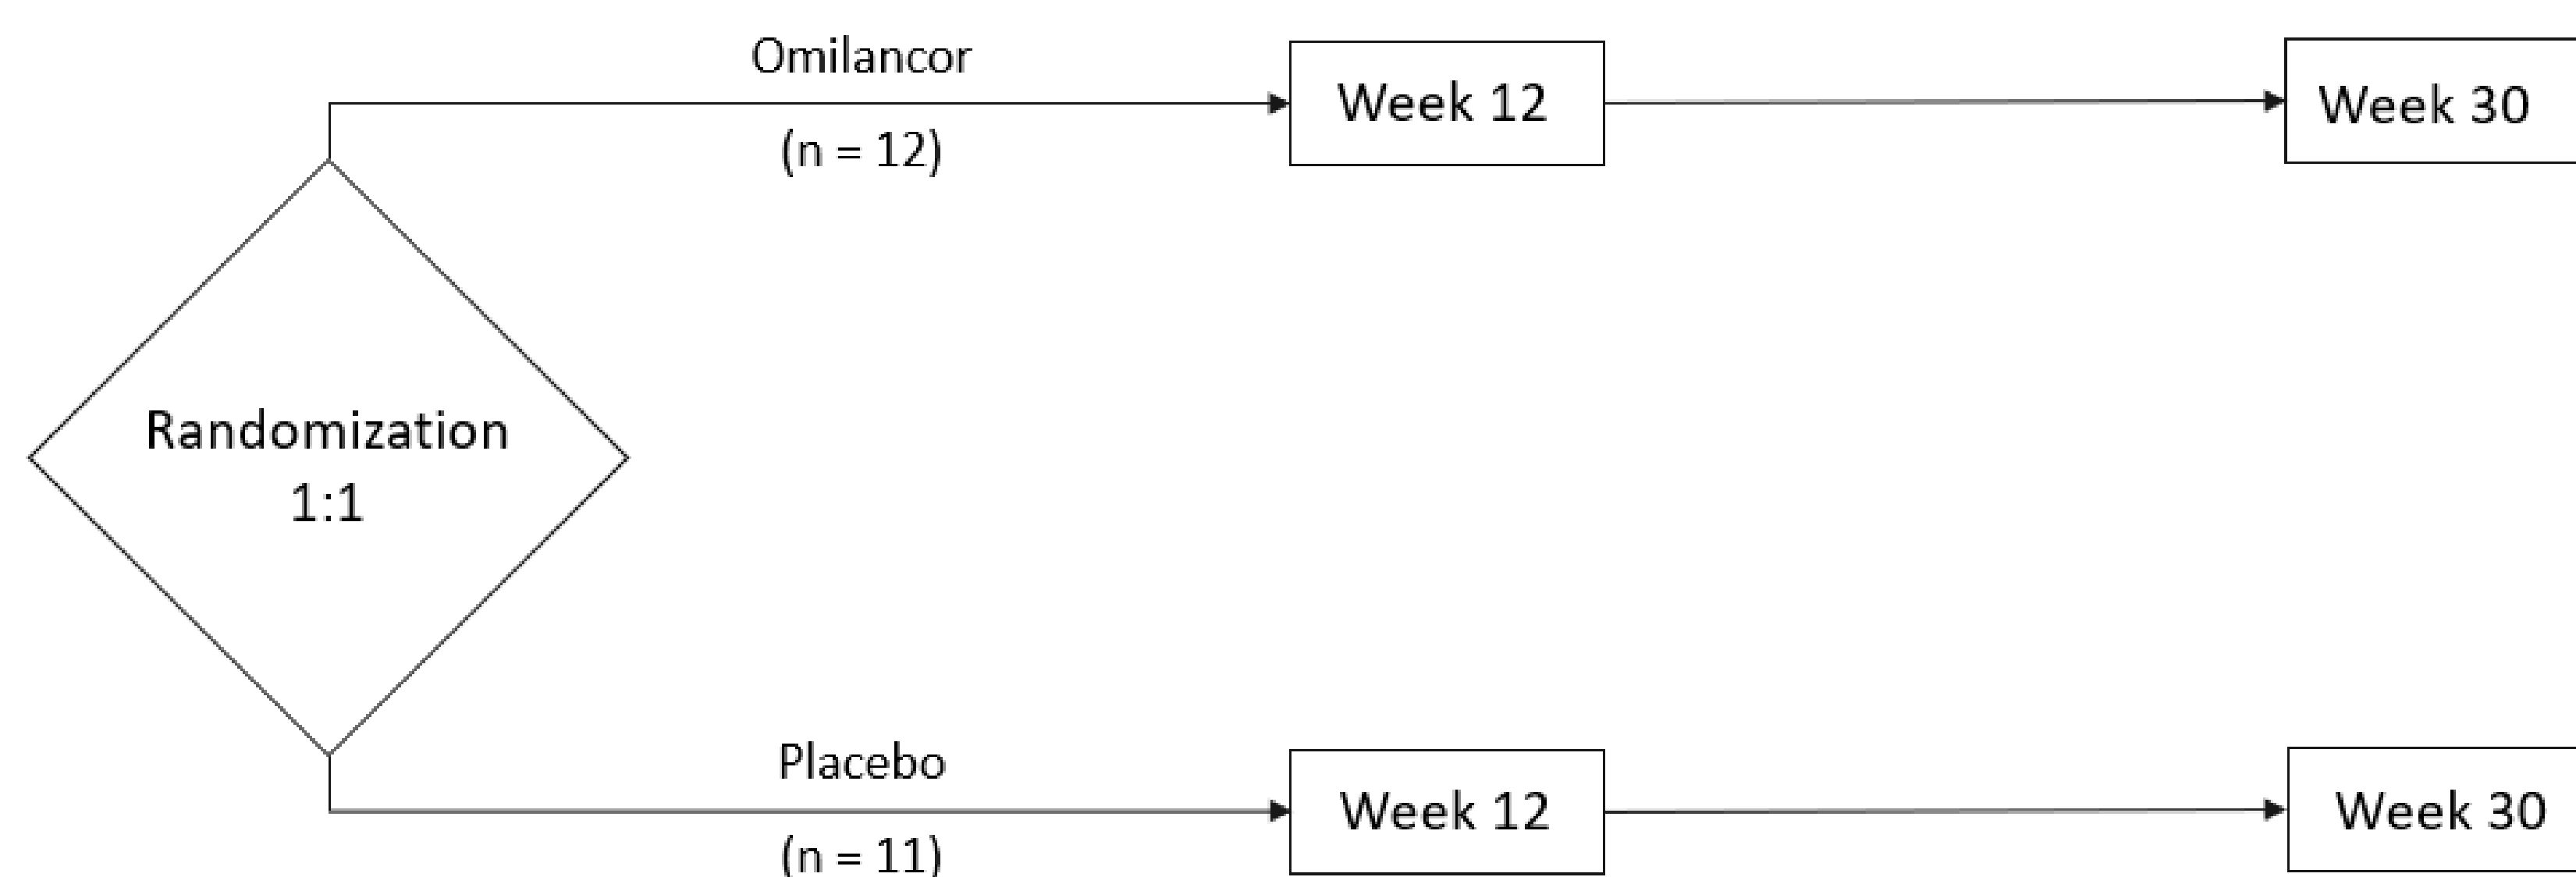 Omilancor
(n = 12)
Week 12
Week 30
Randomization
1:1
Placebo
(n = 11)
Week 12
Week 30